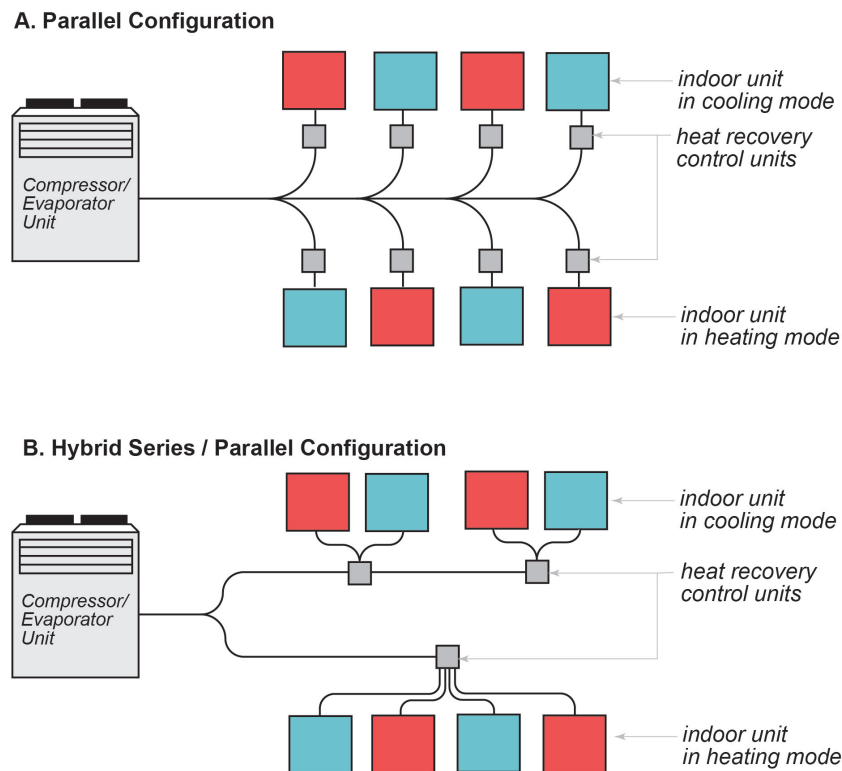 A. Parallel Configuration
indoor unit
in cooling mode
heat recovery
control units
Compressor/
Evaporator
Unit
indoor unit
in heating mode
B. Hybrid Series / Parallel Configuration
indoor unit
in cooling mode
heat recovery
control units
Compressor/
Evaporator
Unit
indoor unit
in heating mode